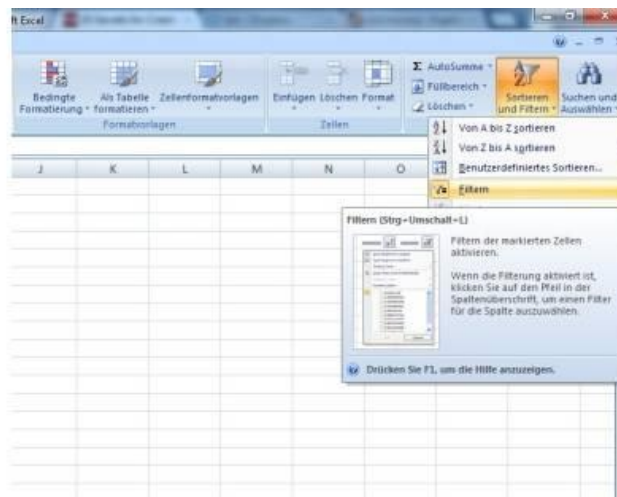 ft Excel
Bedingte Formatierung
Als Tabelle formatieren
Zellenformatvorlagen
Einfügen Löschen Format
Σ AutoSumme
Füllbereich
Löschen
Sortieren und Filtern
Suchen und Auswählen
Formatvorlagen
Zellen
Von A bis Z sortieren
Von Z bis A sortieren
Benutzerdefiniertes Sortieren...
Filtern
J K L M N O
Filtern (Strg+Umschalt+L)
Filtern der markierten Zellen
aktivieren.
Wenn die Filterung aktiviert ist,
klicken Sie auf den Pfeil in der
Spaltenüberschrift, um einen Filter
für die Spalte auszuwählen.
Drücken Sie F1, um die Hilfe anzuzeigen.